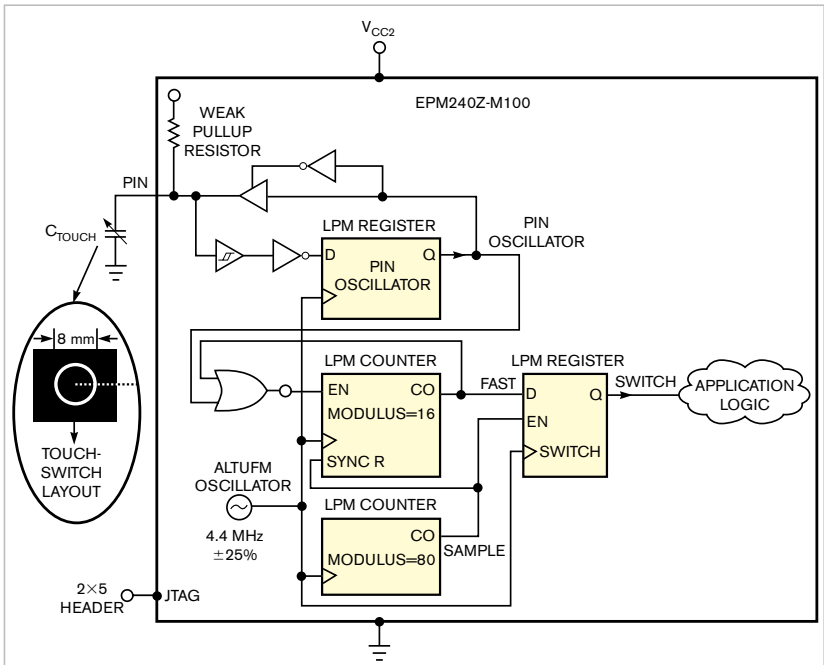 V_CC2
EPM240Z-M100
WEAK
PULLUP
RESISTOR
PIN
C_TOUCH
LPM REGISTER
PIN
OSCILLATOR
D
Q
PIN
OSCILLATOR
8 mm
TOUCH-
SWITCH
LAYOUT
LPM COUNTER
EN
CO
MODULUS=16
SYNC R
FAST
LPM REGISTER
D
Q
EN
SWITCH
SWITCH
APPLICATION
LOGIC
ALTUFM
OSCILLATOR
4.4 MHz
±25%
LPM COUNTER
CO
MODULUS=80
SAMPLE
2×5
HEADER
JTAG